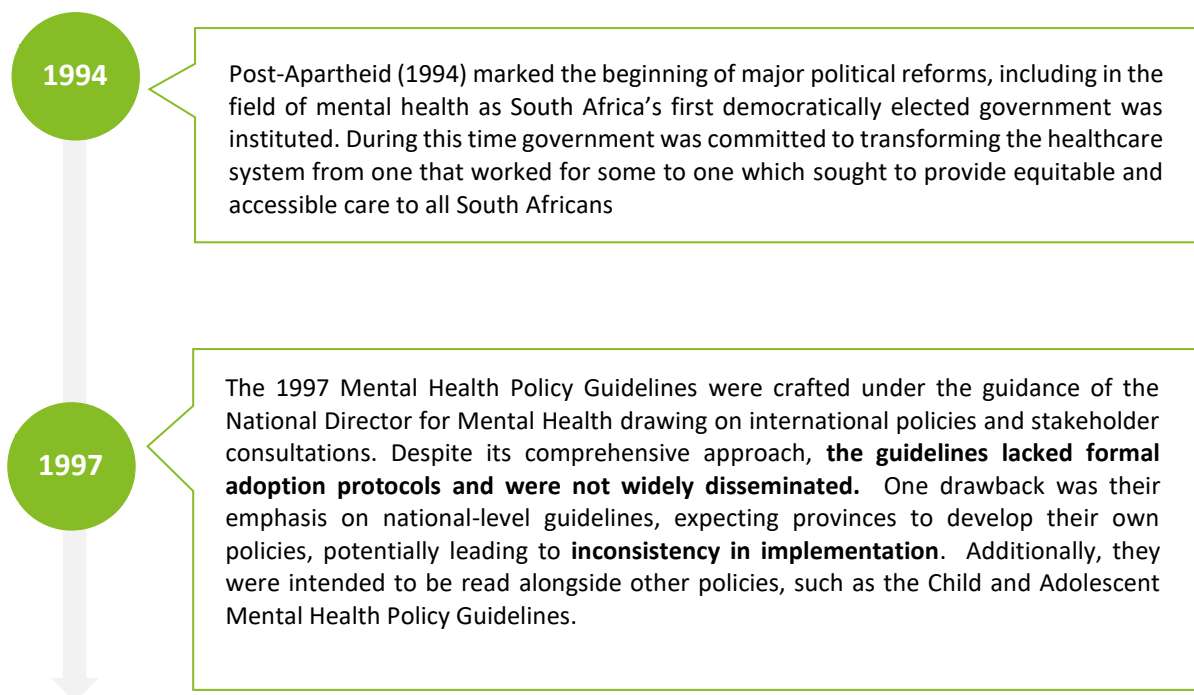 1994
Post-Apartheid (1994) marked the beginning of major political reforms, including in the
field of mental health as South Africa’s first democratically elected government was
instituted. During this time government was committed to transforming the healthcare
system from one that worked for some to one which sought to provide equitable and
accessible care to all South Africans
1997
The 1997 Mental Health Policy Guidelines were crafted under the guidance of the
National Director for Mental Health drawing on international policies and stakeholder
consultations. Despite its comprehensive approach, the guidelines lacked formal
adoption protocols and were not widely disseminated. One drawback was their
emphasis on national-level guidelines, expecting provinces to develop their own
policies, potentially leading to inconsistency in implementation. Additionally, they
were intended to be read alongside other policies, such as the Child and Adolescent
Mental Health Policy Guidelines.